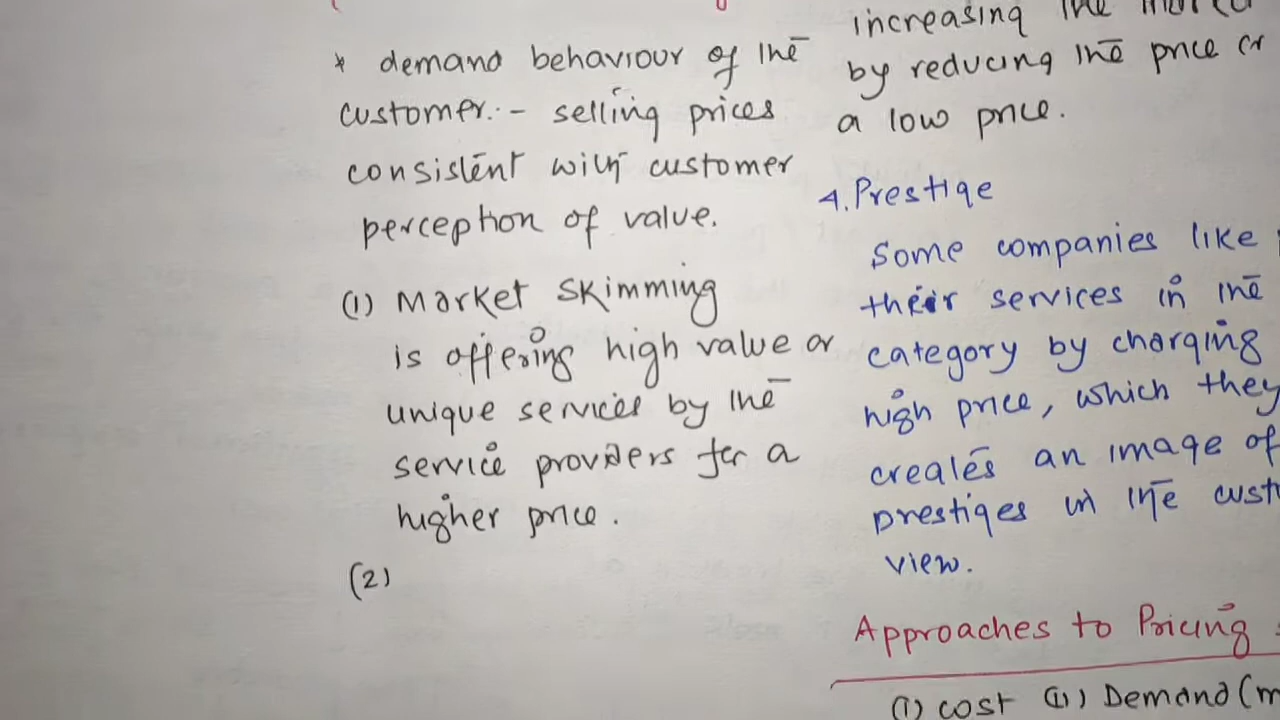 * demand behaviour of the
customer:- selling prices
consistent with customer
perception of value.
(1) Market Skimming
is offering high value or
unique services by the
service providers for a
higher price.
(2)
increasing the
by reducing the price or
a low price.
4. Prestige
Some companies like
their services in the
category by charging
high price, which they
creates an image of
prestiges in the
view.
Approaches to Pricing
(1) cost (11) Demand (m